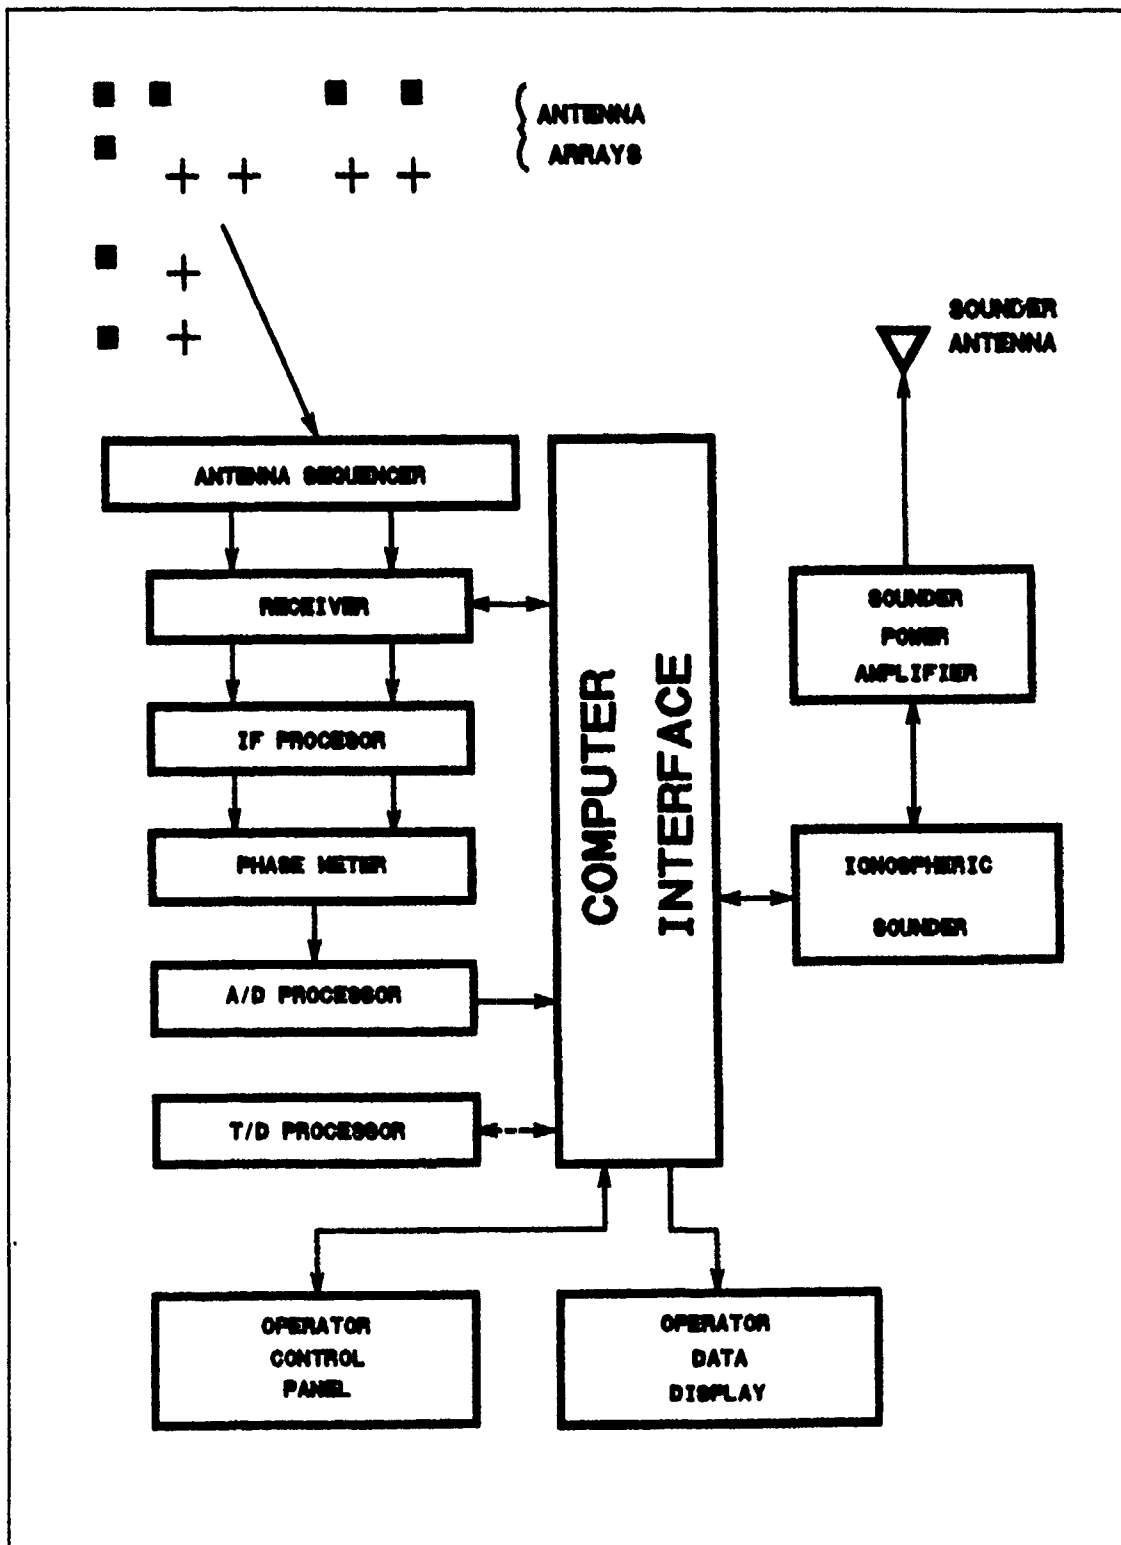 ANTENNA
ARRAYS
SOUNDER
ANTENNA
ANTENNA SEQUENCER
RECEIVER
IF PROCESOR
PHASE METER
A/D PROCESSOR
T/D PROCESSOR
COMPUTER
INTERFACE
SOUNDER
POWER
AMPLIFIER
IONOSPHERIC
SOUNDER
OPERATOR
CONTROL
PANEL
OPERATOR
DATA
DISPLAY